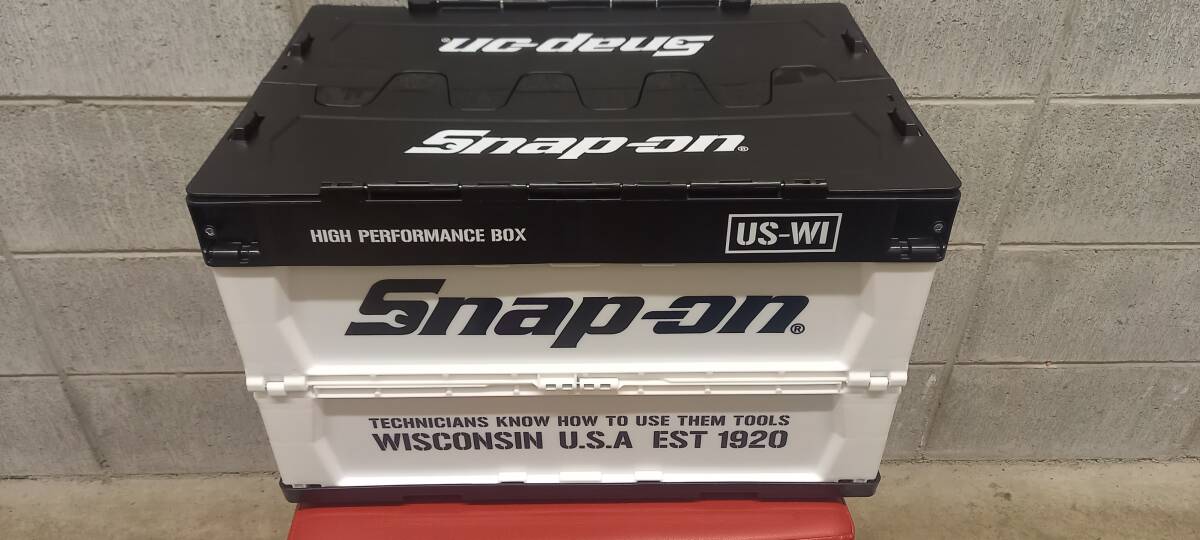 Snap-on
Snap-on®
HIGH PERFORMANCE BOX
US-WI
Snap-on®
TECHNICIANS KNOW HOW TO USE THEM TOOLS
WISCONSIN U.S.A EST 1920